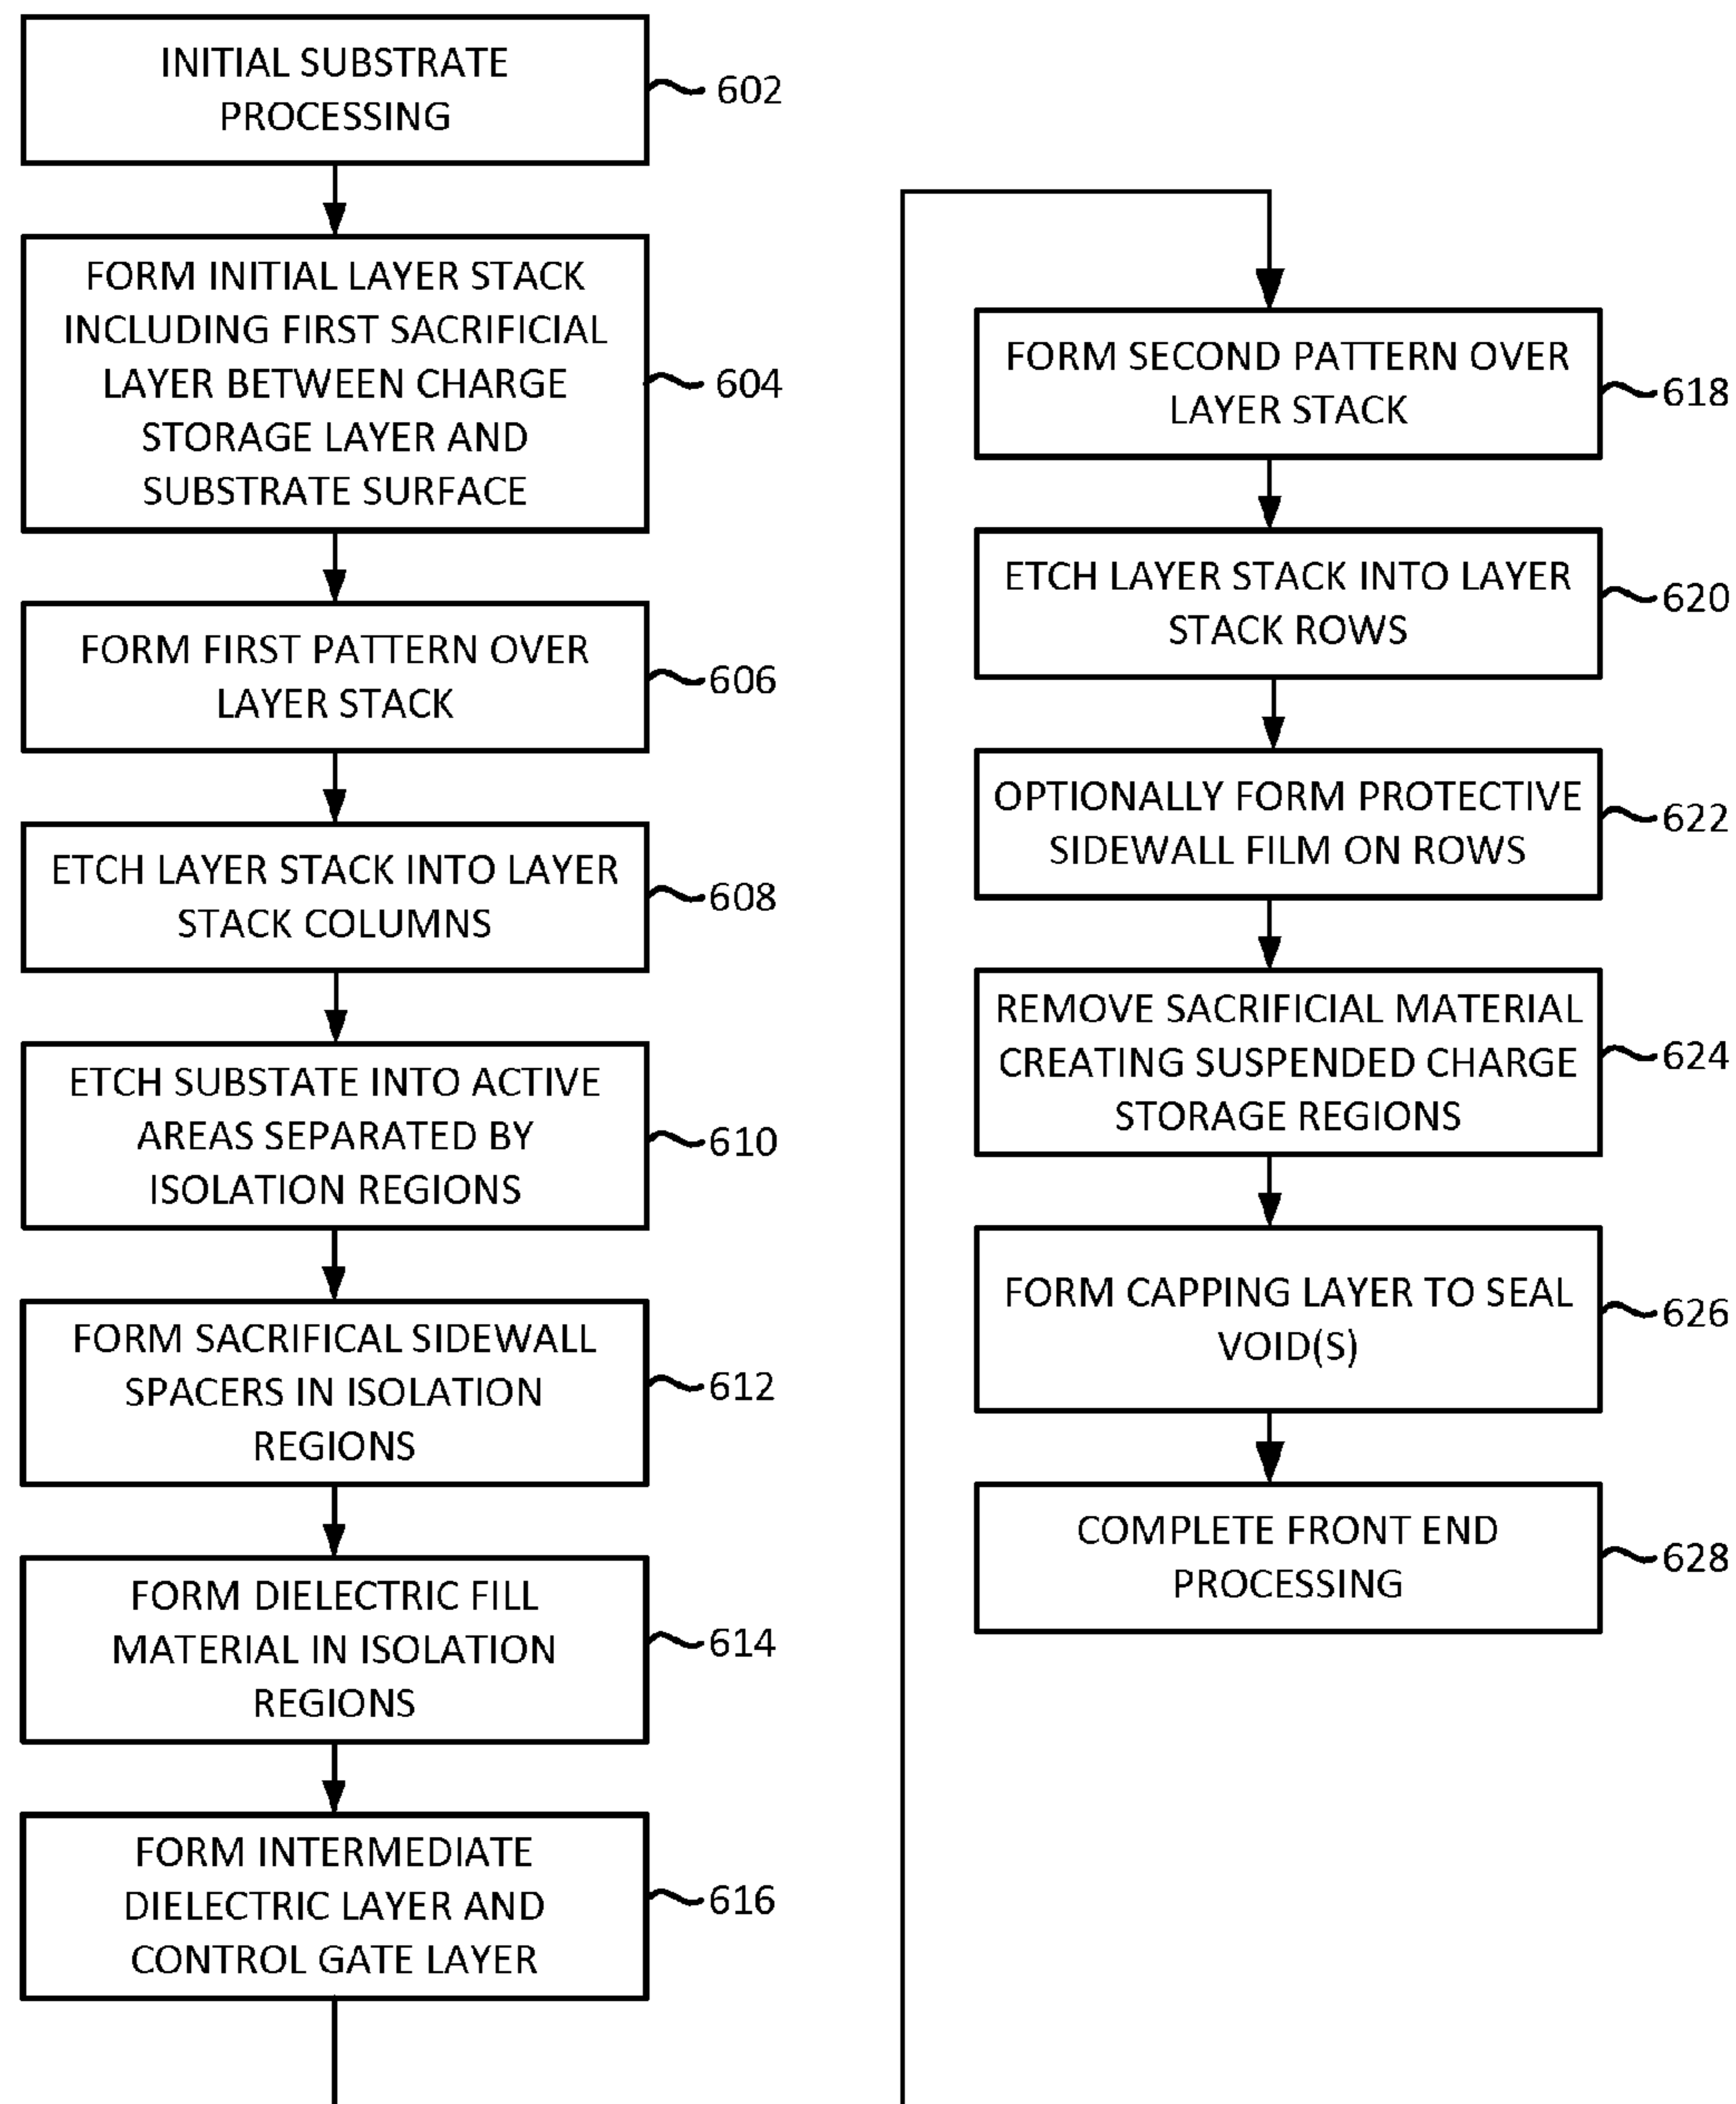 INITIAL SUBSTRATE
PROCESSING
602
FORM INITIAL LAYER STACK
INCLUDING FIRST SACRIFICIAL
LAYER BETWEEN CHARGE
STORAGE LAYER AND
SUBSTRATE SURFACE
604
FORM FIRST PATTERN OVER
LAYER STACK
606
ETCH LAYER STACK INTO LAYER
STACK COLUMNS
608
ETCH SUBSTATE INTO ACTIVE
AREAS SEPARATED BY
ISOLATION REGIONS
610
FORM SACRIFICAL SIDEWALL
SPACERS IN ISOLATION
REGIONS
612
FORM DIELECTRIC FILL
MATERIAL IN ISOLATION
REGIONS
614
FORM INTERMEDIATE
DIELECTRIC LAYER AND
CONTROL GATE LAYER
616
FORM SECOND PATTERN OVER
LAYER STACK
618
ETCH LAYER STACK INTO LAYER
STACK ROWS
620
OPTIONALLY FORM PROTECTIVE
SIDEWALL FILM ON ROWS
622
REMOVE SACRIFICIAL MATERIAL
CREATING SUSPENDED CHARGE
STORAGE REGIONS
624
FORM CAPPING LAYER TO SEAL
VOID(S)
626
COMPLETE FRONT END
PROCESSING
628